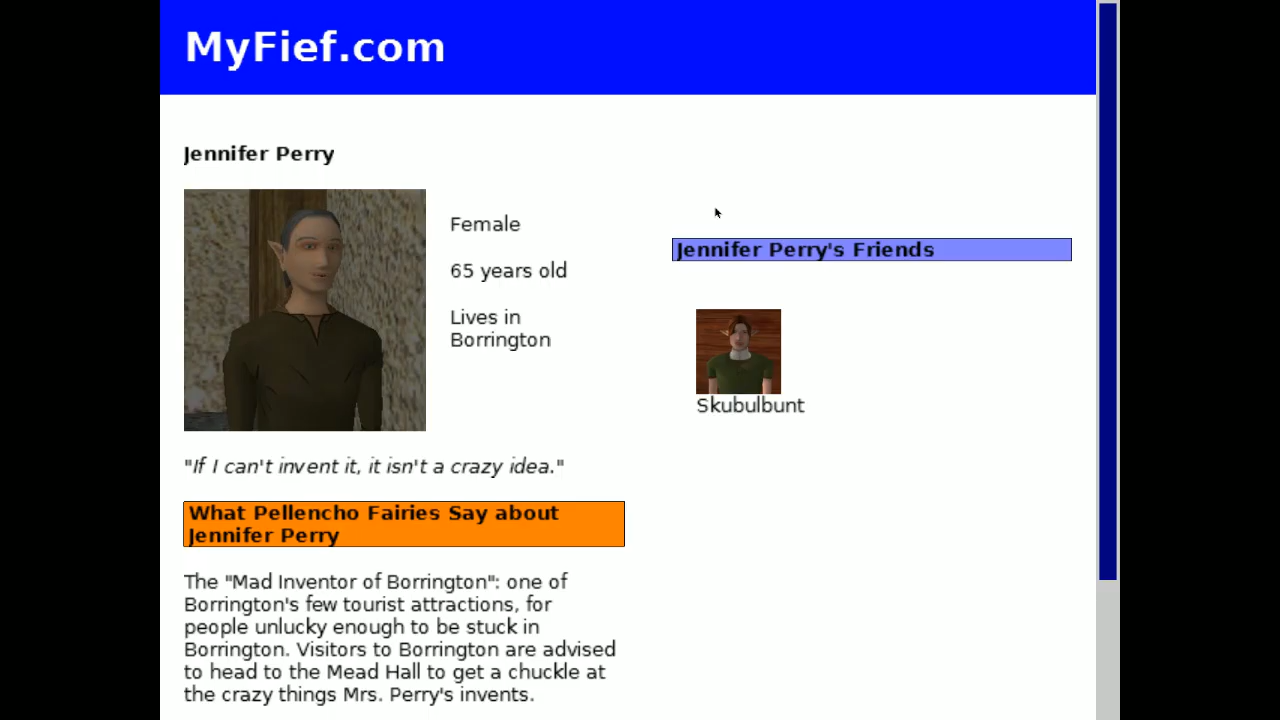 MyFief.com
Jennifer Perry
Female
65 years old
Lives in
Borrington
"If I can't invent it, it isn't a crazy idea."
What Pellencho Fairies Say about
Jennifer Perry
The "Mad Inventor of Borrington": one of
Borrington's few tourist attractions, for
people unlucky enough to be stuck in
Borrington. Visitors to Borrington are advised
to head to the Mead Hall to get a chuckle at
the crazy things Mrs. Perry's invents.
Jennifer Perry's Friends
Skubulbunt